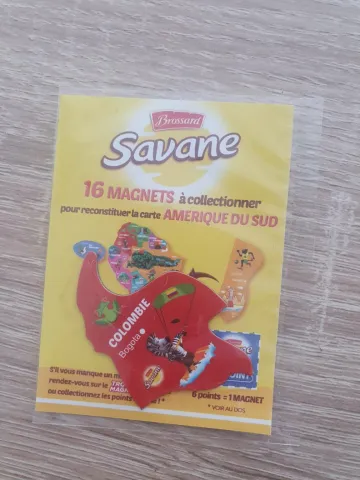 Brossard
Savane
16 MAGNETS à collectionner
pour reconstituer la carte AMERIQUE DU SUD
COLOMBIE
Bogota
S'il vous manque un
rendez-vous sur le
ou collectionnez les points
6 points = 1 MAGNET
* VOIR AU DOS